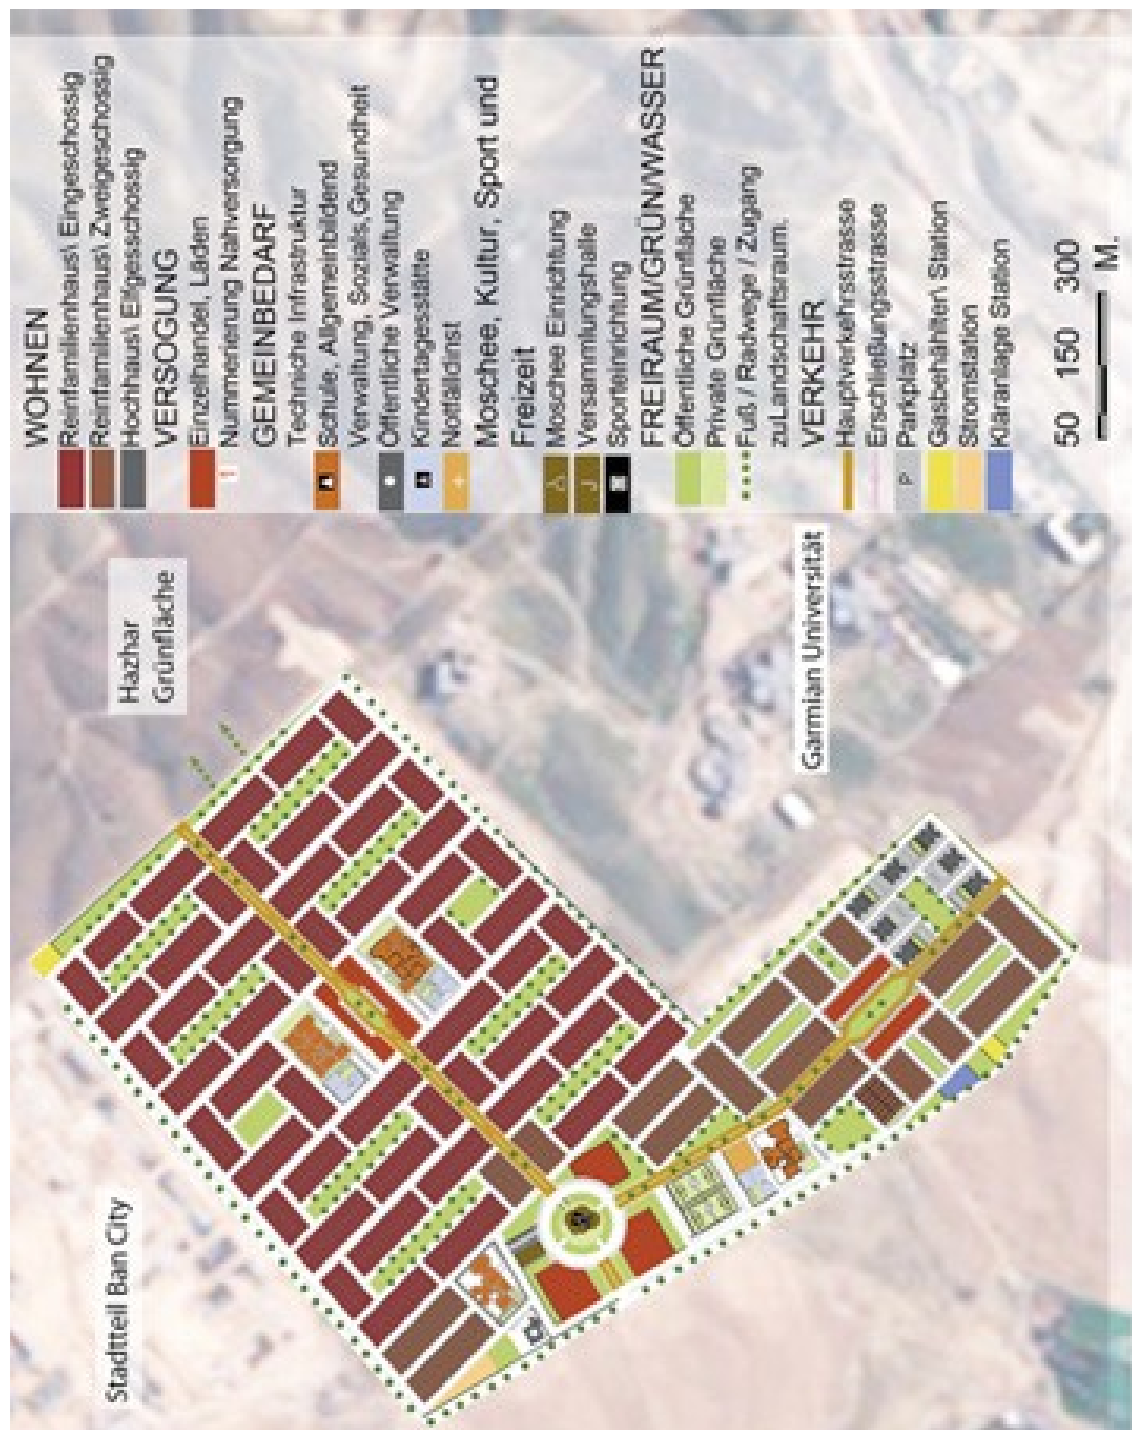 WOHNEN
Reinfamilienhaus\ Eingeschossig
Reinfamilienhaus\ Zweigeschossig
Hochhaus\ Elfgesschossig
VERSOGUNG
Einzelhandel, Läden
Nummerierung Nahversorgung
GEMEINBEDARF
Techniche Infrastruktur
Schule, Allgemeinbildend
Verwaltung, Sozials,Gesundheit
Öffentliche Verwaltung
Kindertagesstätte
Notfalldinst
Moschee, Kultur, Sport und
Freizeit
Moschee Einrichtung
Versammlungshalle
Sporteinrichtung
FREIRAUM/GRÜN/WASSER
Öffentliche Grünfläche
Private Grünfläche
Fuß / Radwege / Zugang
zuLandschaftsraum.
VERKEHR
Hauptverkehrsstrasse
Erschließungsstrasse
P Parkplatz
Gasbehälter\ Station
Stromstation
Kläranlage Station
50 150 300
M.
Hazhar
Grünfläche
Garmian Universität
Stadtteil Ban City